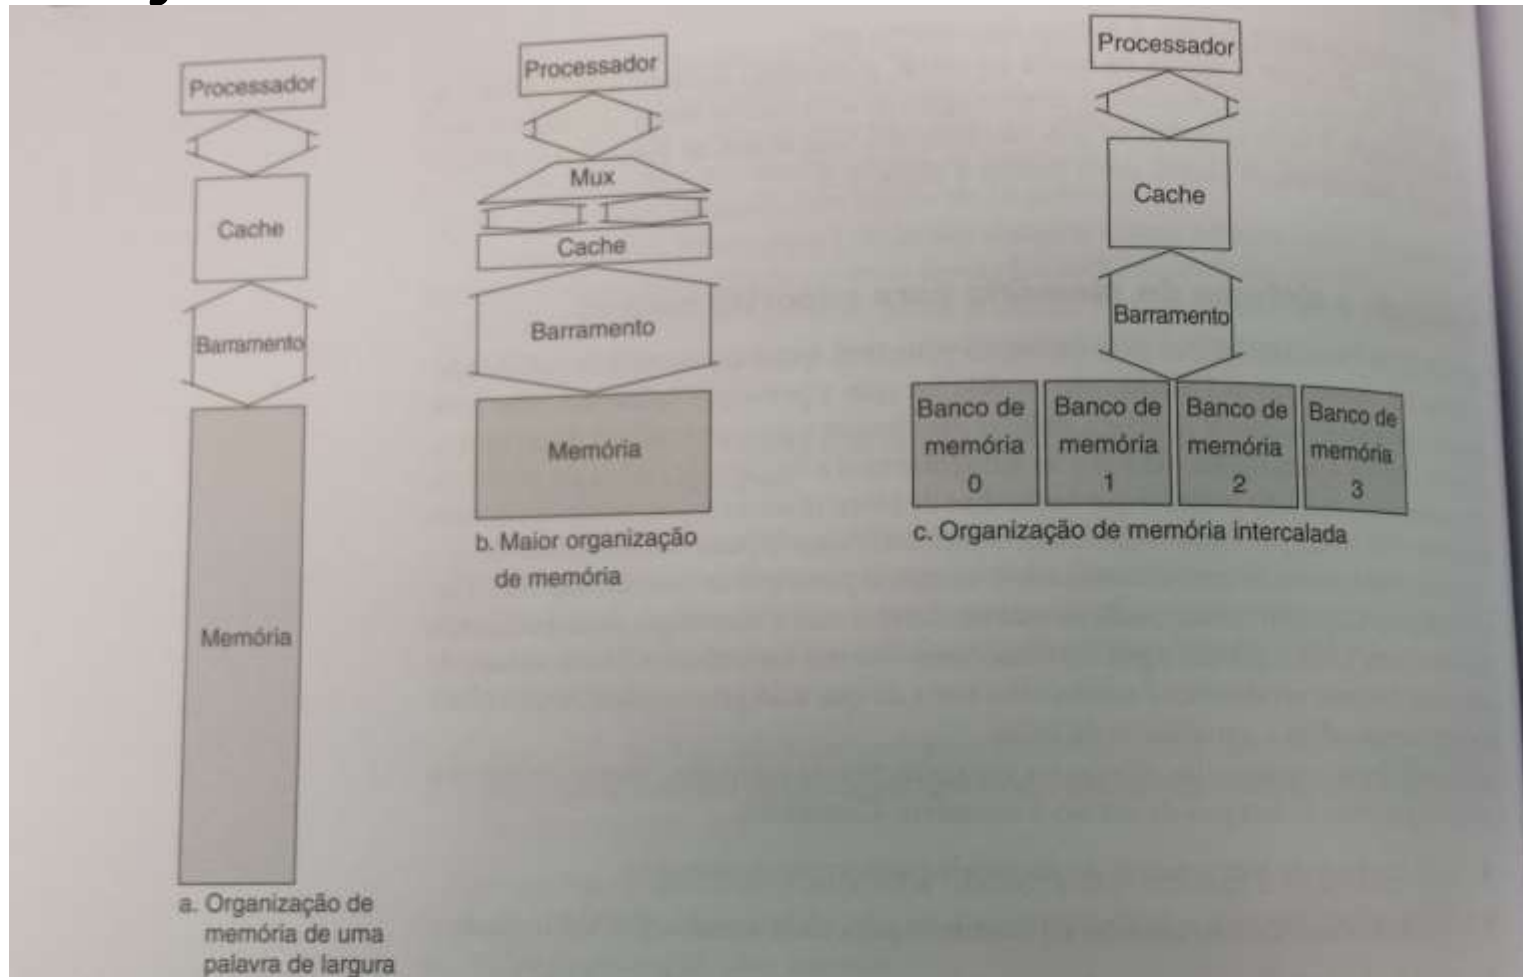 Processador
Cache
Barramento
Memória
a. Organização de
memória de uma
palavra de largura
Processador
Mux
Cache
Barramento
Memória
b. Maior organização
de memória
Processador
Cache
Barramento
Banco de
memória
0
Banco de
memória
1
Banco de
memória
2
Banco de
memória
3
c. Organização de memória intercalada